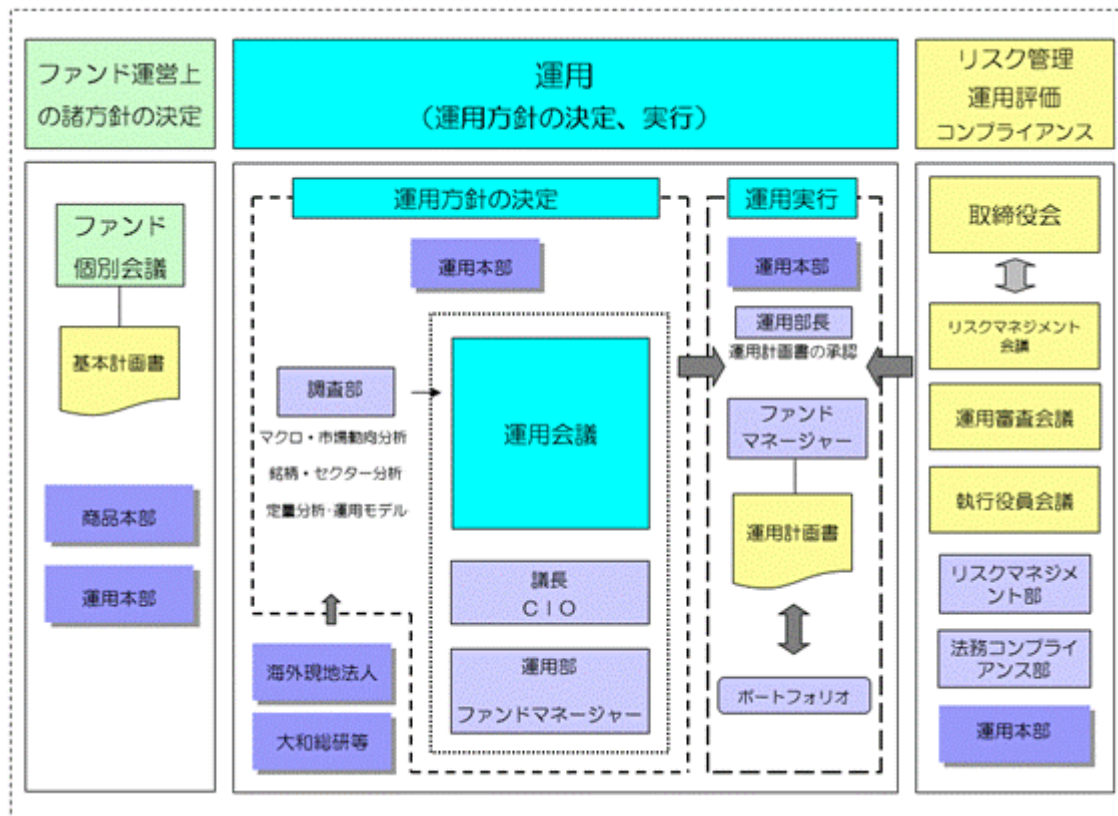 ファンド運営上
の諸方針の決定
運用
（運用方針の決定、実行）
リスク管理
運用評価
コンプライアンス
ファンド
個別会議
基本計画書
商品本部
運用本部
運用方針の決定
運用本部
調査部
マクロ・市場動向分析
銘柄・セクター分析
定量分析・運用モデル
海外現地法人
大和総研等
運用会議
議長
CIO
運用部
ファンドマネージャー
運用実行
運用本部
運用部長
運用計画書の承認
ファンド
マネージャー
運用計画書
ポートフォリオ
取締役会
リスクマネジメント
会議
運用審査会議
執行役員会議
リスクマネジメ
ント部
法務コンプライ
アンス部
運用本部